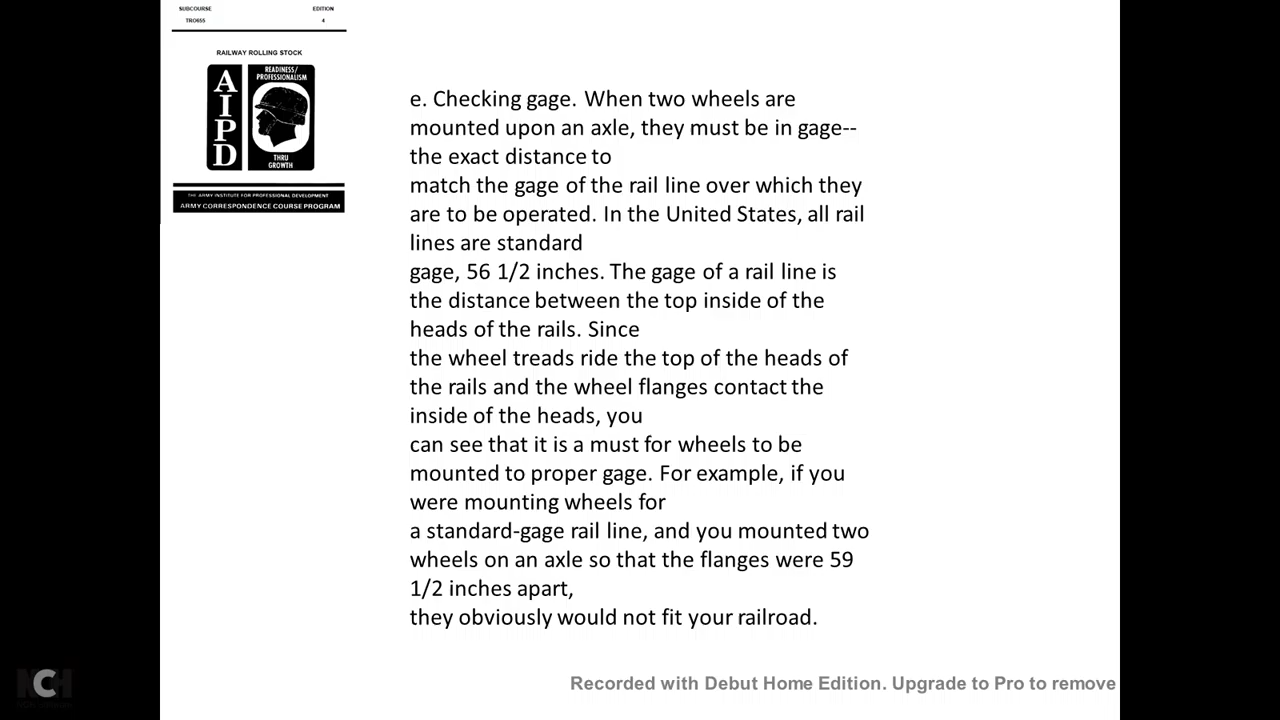 SUBCOURSE EDITION
TRO655 4
RAILWAY ROLLING STOCK
AIPD
READINESS/
PROFESSIONALISM
THRU
GROWTH
THE ARMY INSTITUTE FOR PROFESSIONAL DEVELOPMENT
ARMY CORRESPONDENCE COURSE PROGRAM
e. Checking gage. When two wheels are
mounted upon an axle, they must be in gage--
the exact distance to
match the gage of the rail line over which they
are to be operated. In the United States, all rail
lines are standard
gage, 56 1/2 inches. The gage of a rail line is
the distance between the top inside of the
heads of the rails. Since
the wheel treads ride the top of the heads of
the rails and the wheel flanges contact the
inside of the heads, you
can see that it is a must for wheels to be
mounted to proper gage. For example, if you
were mounting wheels for
a standard-gage rail line, and you mounted two
wheels on an axle so that the flanges were 59
1/2 inches apart,
they obviously would not fit your railroad.
NCH
Recorded with Debut Home Edition. Upgrade to Pro to remove